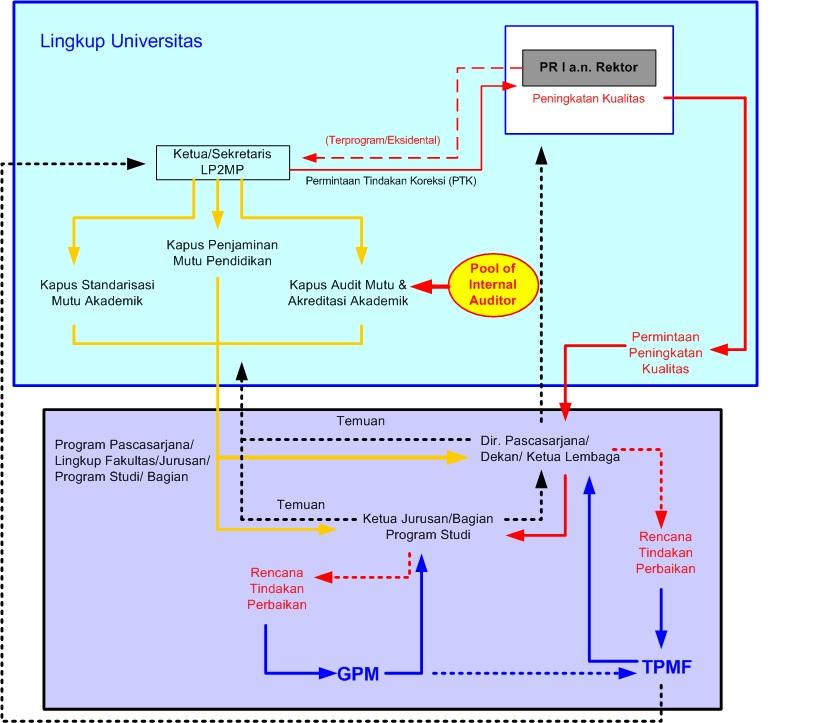 Lingkup Universitas
PR I a.n. Rektor
Peningkatan Kualitas
(Terprogram/Eksidental)
Ketua/Sekretaris
LP2MP
Permintaan Tindakan Koreksi (PTK)
Kapus Penjaminan
Mutu Pendidikan
Kapus Standarisasi
Mutu Akademik
Kapus Audit Mutu &
Akreditasi Akademik
Pool of
Internal
Auditor
Permintaan
Peningkatan
Kualitas
Temuan
Program Pascasarjana/
Lingkup Fakultas/Jurusan/
Program Studi/ Bagian
Dir. Pascasarjana/
Dekan/ Ketua Lembaga
Temuan
Ketua Jurusan/Bagian
Program Studi
Rencana
Tindakan
Perbaikan
Rencana
Tindakan
Perbaikan
GPM
TPMF